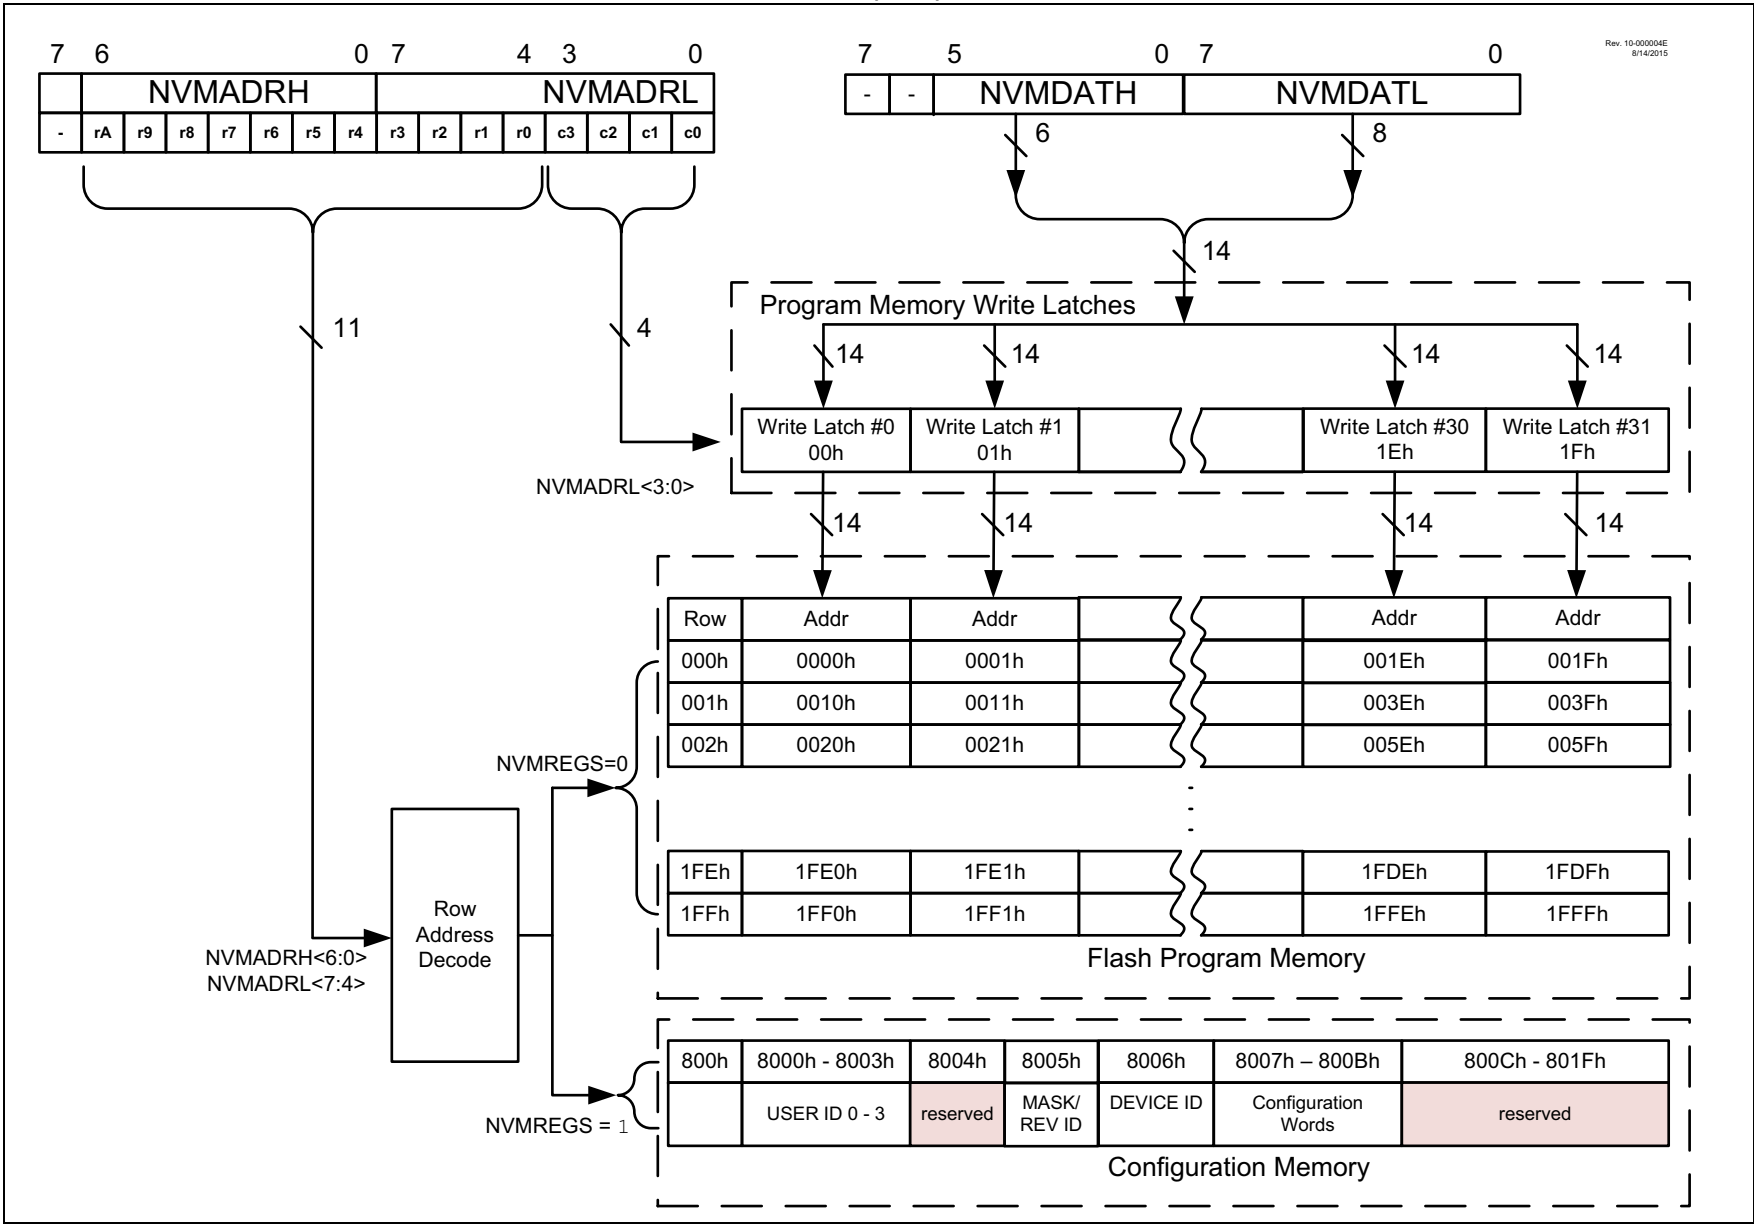 Rev. 10-000004E
8/14/2015
7 6 0 7 4 3 0
NVMADRH NVMADRL
- rA r9 r8 r7 r6 r5 r4 r3 r2 r1 r0 c3 c2 c1 c0
7 5 0 7 0
- - NVMDATH NVMDATL
6 8
14
11
4
Program Memory Write Latches
14 14 14 14
Write Latch #0
00h
Write Latch #1
01h
Write Latch #30
1Eh
Write Latch #31
1Fh
NVMADRL<3:0>
14 14 14 14
Row Addr Addr Addr Addr
000h 0000h 0001h 001Eh 001Fh
001h 0010h 0011h 003Eh 003Fh
002h 0020h 0021h 005Eh 005Fh
NVMREGS=0
1FEh 1FE0h 1FE1h 1FDEh 1FDFh
1FFh 1FF0h 1FF1h 1FFEh 1FFFh
Flash Program Memory
Row
Address
Decode
NVMADRH<6:0>
NVMADRL<7:4>
800h 8000h - 8003h 8004h 8005h 8006h 8007h – 800Bh 800Ch - 801Fh
USER ID 0 - 3
reserved
MASK/
REV ID
DEVICE ID
Configuration
Words
reserved
NVMREGS = 1
Configuration Memory